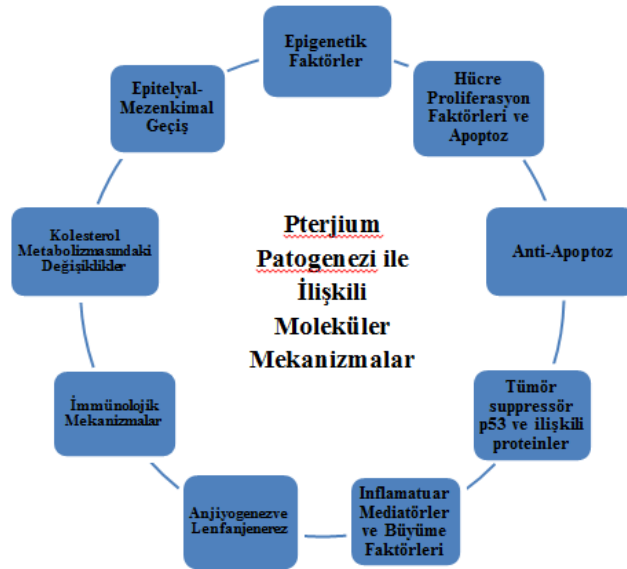 Epigenetik
Faktörler
Hücre
Proliferasyon
Faktörleri ve
Apoptoz
Anti-Apoptoz
Tümör
suppressör
p53 ve ilişkili
proteinler
Inflamatuar
Mediatörler
ve Büyüme
Faktörleri
Anjiyogenezve
Lenfanjenerez
İmmünolojik
Mekanizmalar
Kolesterol
Metabolizmasındaki
Değişiklikler
Epitelyal-
Mezenkimal
Geçiş
Pterjium
Patogenezi ile
İlişkili
Moleküler
Mekanizmalar